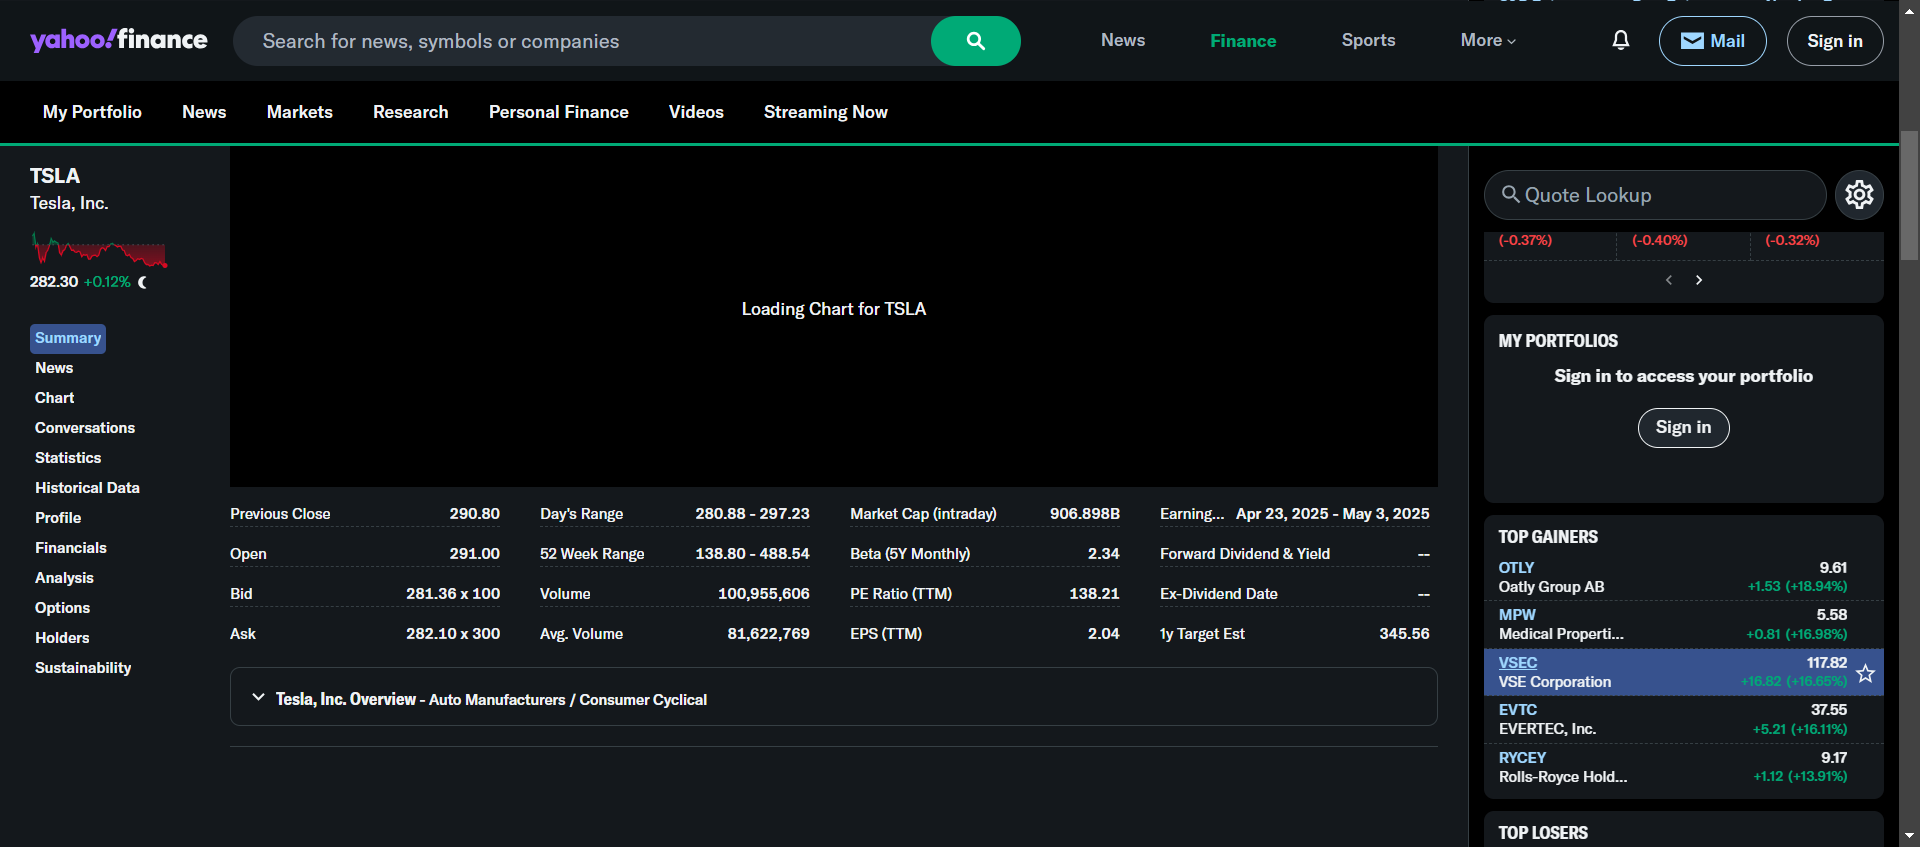 yahoo!finance
Search for news, symbols or companies
News
Finance
Sports
More
Mail
Sign in
My Portfolio
News
Markets
Research
Personal Finance
Videos
Streaming Now
TSLA
Tesla, Inc.
282.30 +0.12%
Summary
News
Chart
Conversations
Statistics
Historical Data
Profile
Financials
Analysis
Options
Holders
Sustainability
Loading Chart for TSLA
Previous Close 290.80
Open 291.00
Bid 281.36 x 100
Ask 282.10 x 300
Day's Range 280.88 - 297.23
52 Week Range 138.80 - 488.54
Volume 100,955,606
Avg. Volume 81,622,769
Market Cap (intraday) 906.898B
Beta (5Y Monthly) 2.34
PE Ratio (TTM) 138.21
EPS (TTM) 2.04
Earning... Apr 23, 2025 - May 3, 2025
Forward Dividend & Yield --
Ex-Dividend Date --
1y Target Est 345.56
Tesla, Inc. Overview - Auto Manufacturers / Consumer Cyclical
Quote Lookup
(-0.37%) (-0.40%) (-0.32%)
MY PORTFOLIOS
Sign in to access your portfolio
Sign in
TOP GAINERS
OTLY 9.61
Oatly Group AB +1.53 (+18.94%)
MPW 5.58
Medical Properti... +0.81 (+16.98%)
VSEC 117.82
VSE Corporation +16.82 (+16.65%)
EVTC 37.55
EVERTEC, Inc. +5.21 (+16.11%)
RYCEY 9.17
Rolls-Royce Hold... +1.12 (+13.91%)
TOP LOSERS